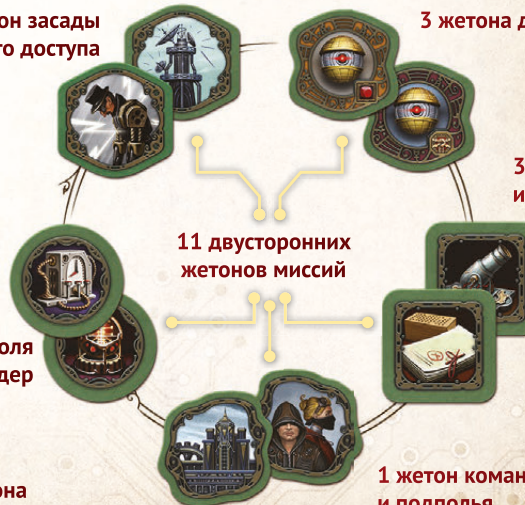 он засады
го доступа
3 жетона д
3
и
11 двусторонних
жетонов миссий
оля
дер
1 жетон коман
и подполья
она